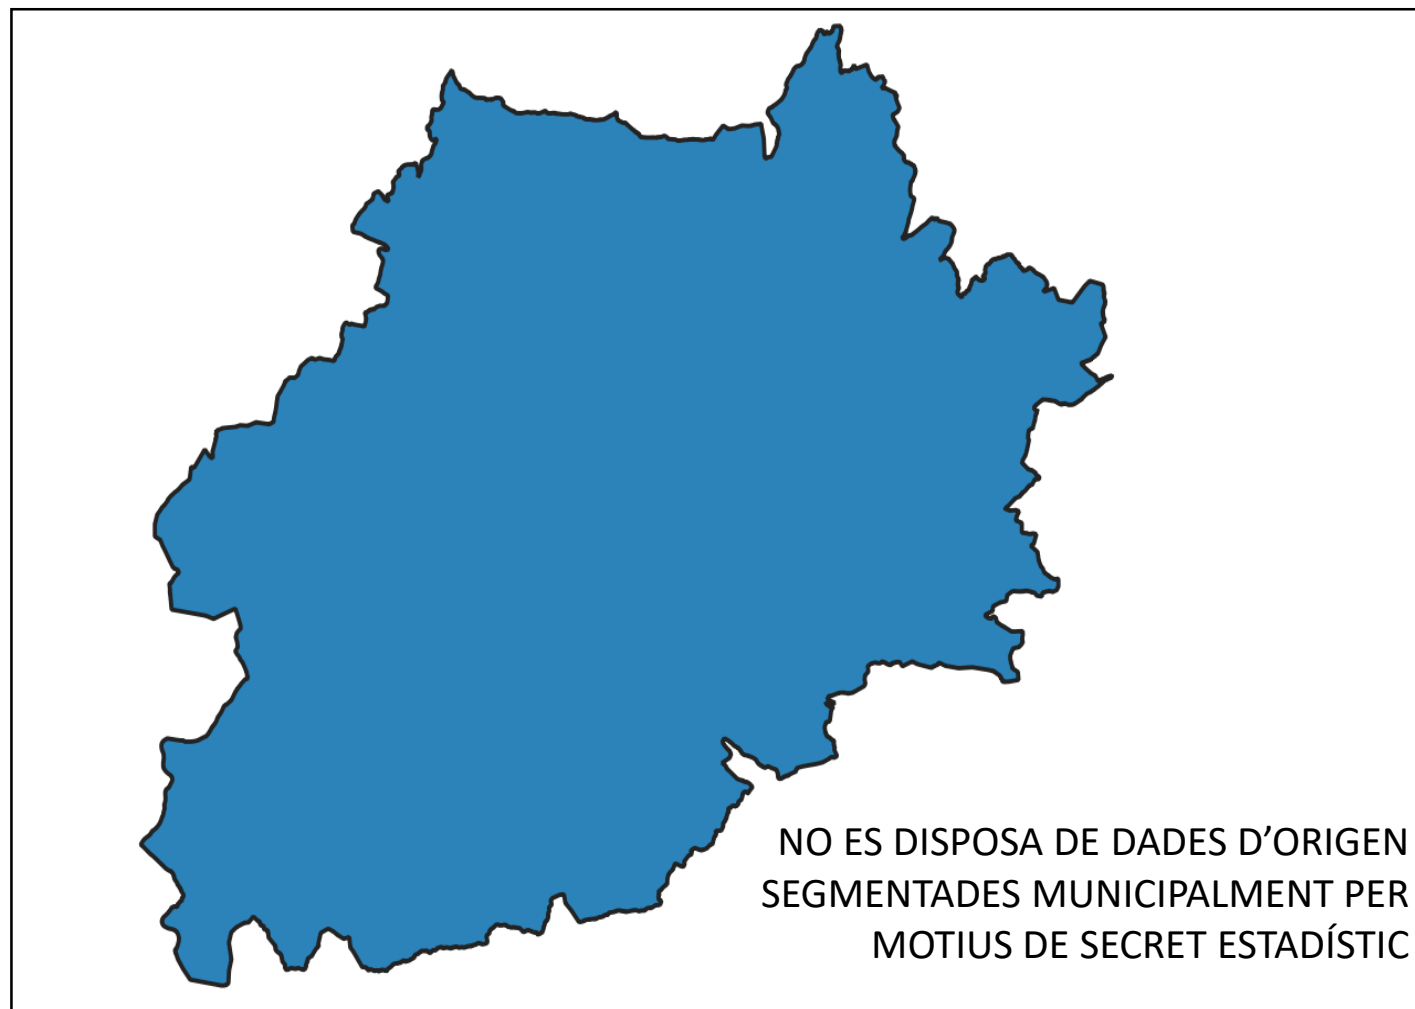 NO ES DISPOSA DE DADES D’ORIGEN
SEGMENTADES MUNICIPALMENT PER
MOTIUS DE SECRET ESTADÍSTIC